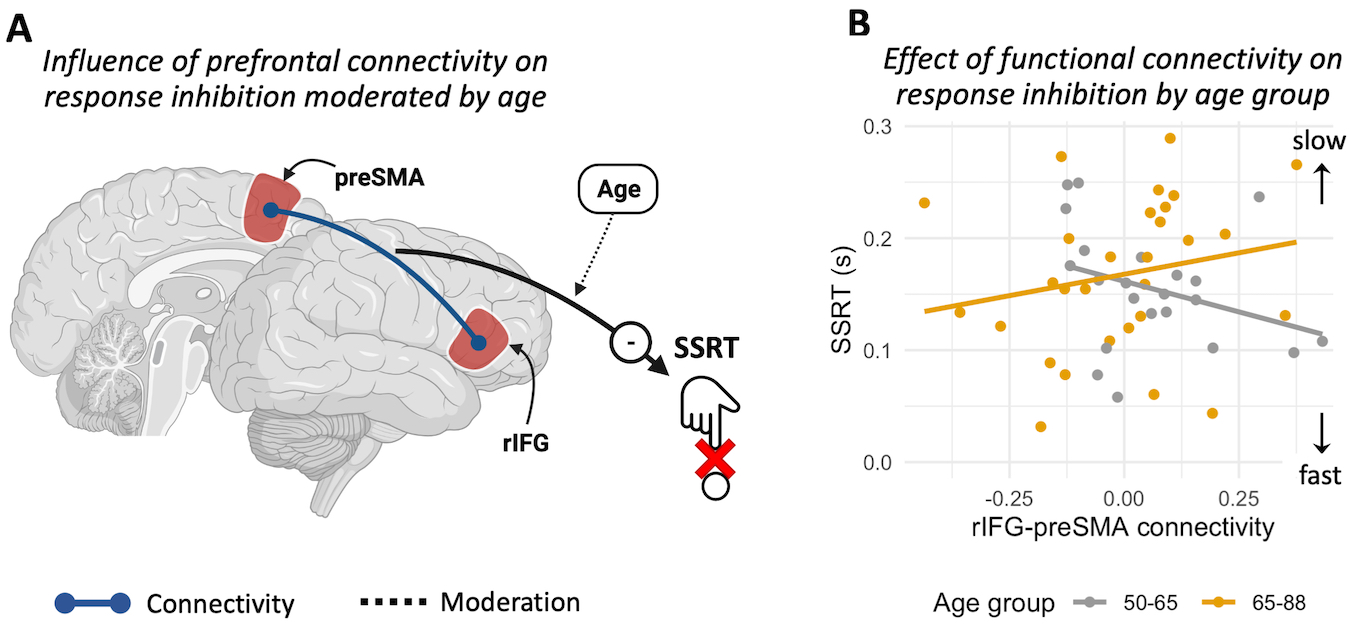 A
Influence of prefrontal connectivity on
response inhibition moderated by age
preSMA
Age
-
SSRT
rIFG
Connectivity
Moderation
B
Effect of functional connectivity on
response inhibition by age group
0.3
0.2
0.1
0.0
SSRT (s)
slow
fast
-0.25
0.00
0.25
rIFG-preSMA connectivity
Age group
50-65
65-88